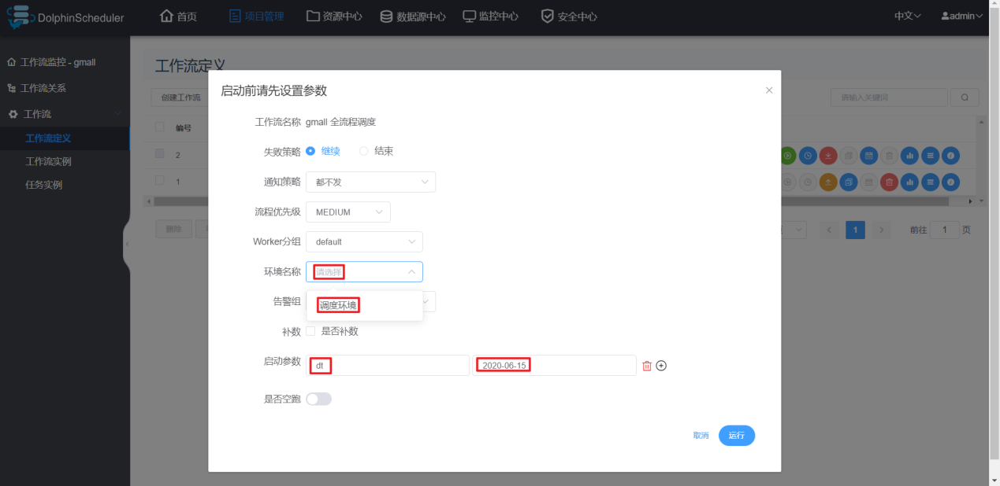 DolphinScheduler 首页 项目管理 资源中心 数据源中心 监控中心 安全中心 中文 admin
工作流监控 - gmall
工作流关系
工作流
工作流定义
工作流实例
任务实例
工作流定义
创建工作流
请输入关键词
编号
2
1
删除
1
前往 1 页
启动前请先设置参数
工作流名称 gmall 全流程调度
失败策略 继续 结束
通知策略 都不发
流程优先级 MEDIUM
Worker分组 default
环境名称 请选择
调度环境
告警组
补数 是否补数
启动参数 dt 2020-06-15
是否空跑
取消 运行